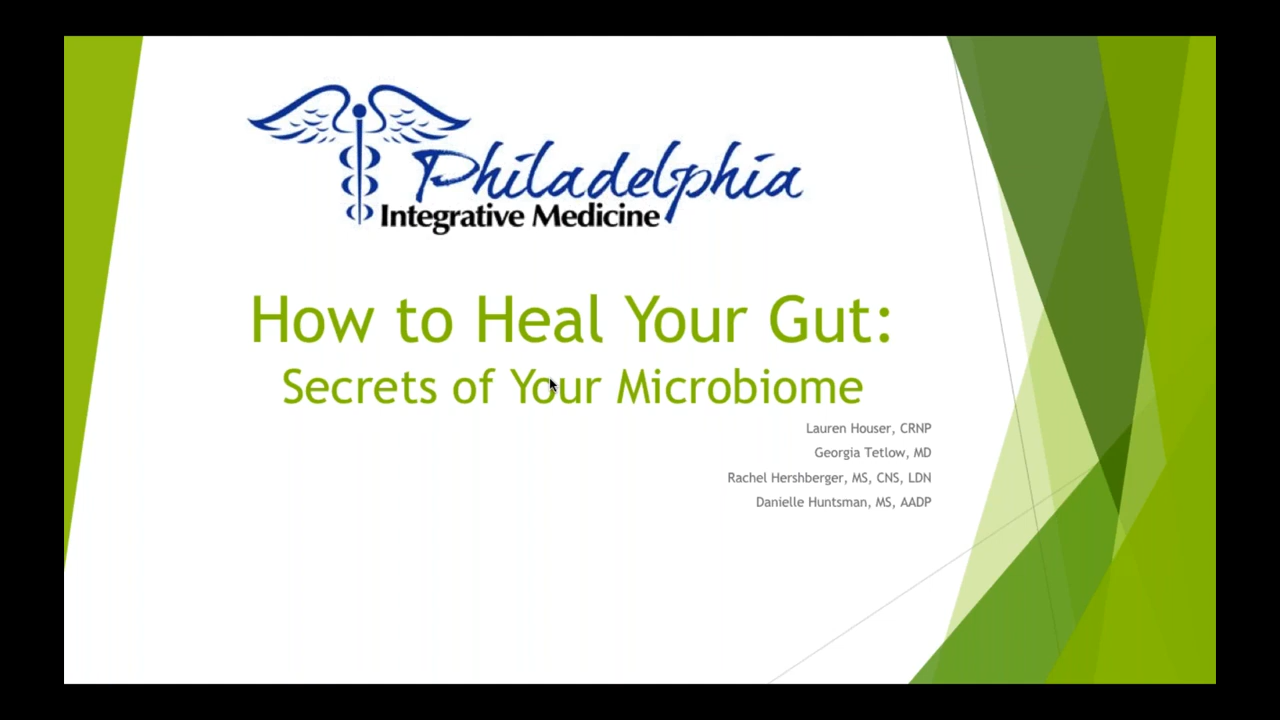 Philadelphia
Integrative Medicine
How to Heal Your Gut:
Secrets of Your Microbiome
Lauren Houser, CRNP
Georgia Tetlow, MD
Rachel Hershberger, MS, CNS, LDN
Danielle Huntsman, MS, AADP